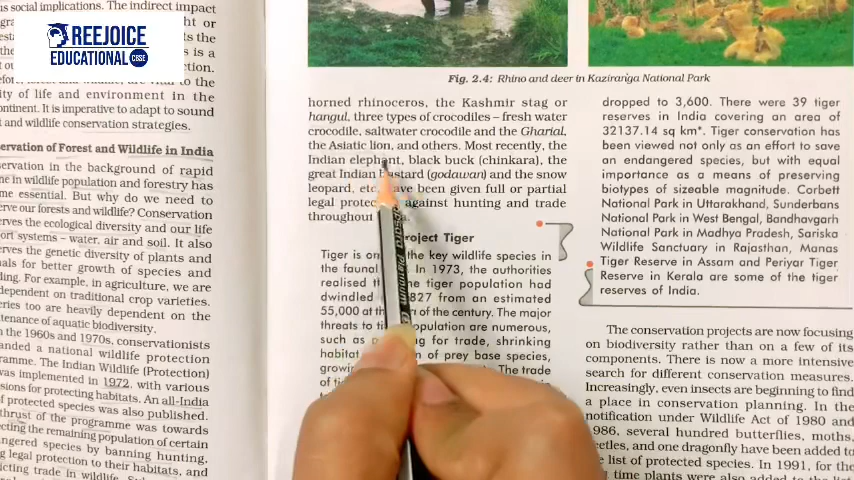 REEJOICE
EDUCATIONAL CBSE
s social implications. The indirect impact
ht or
ts the
s is a
ction.
to the
ity of life and environment in the
ontinent. It is imperative to adapt to sound
t and wildlife conservation strategies.
ervation of Forest and Wildlife in India
servation in the background of rapid
ne in wildlife population and forestry has
me essential. But why do we need to
rve our forests and wildlife? Conservation
rves the ecological diversity and our life
ort systems – water, air and soil. It also
rves the genetic diversity of plants and
als for better growth of species and
ding. For example, in agriculture, we are
dependent on traditional crop varieties.
eries too are heavily dependent on the
tenance of aquatic biodiversity.
n the 1960s and 1970s, conservationists
anded a national wildlife protection
ramme. The Indian Wildlife (Protection)
was implemented in 1972, with various
sions for protecting habitats. An all-India
of protected species was also published.
thrust of the programme was towards
ecting the remaining population of certain
ngered species by banning hunting,
ng legal protection to their habitats, and
icting trade in wildlife.
Fig. 2.4: Rhino and deer in Kaziranga National Park
horned rhinoceros, the Kashmir stag or
hangul, three types of crocodiles – fresh water
crocodile, saltwater crocodile and the Gharial,
the Asiatic lion, and others. Most recently, the
Indian elephant, black buck (chinkara), the
great Indian bustard (godawan) and the snow
leopard, etc. have been given full or partial
legal protec against hunting and trade
throughout
roject Tiger
Tiger is on the key wildlife species in
the faunal In 1973, the authorities
realised th he tiger population had
dwindled 827 from an estimated
55,000 at th of the century. The major
threats to ti opulation are numerous,
such as p g for trade, shrinking
habitat n of prey base species,
growi The trade
of ti
dropped to 3,600. There were 39 tiger
reserves in India covering an area of
32137.14 sq km*. Tiger conservation has
been viewed not only as an effort to save
an endangered species, but with equal
importance as a means of preserving
biotypes of sizeable magnitude. Corbett
National Park in Uttarakhand, Sunderbans
National Park in West Bengal, Bandhavgarh
National Park in Madhya Pradesh, Sariska
Wildlife Sanctuary in Rajasthan, Manas
Tiger Reserve in Assam and Periyar Tiger
Reserve in Kerala are some of the tiger
reserves of India.
The conservation projects are now focusing
on biodiversity rather than on a few of its
components. There is now a more intensive
search for different conservation measures.
Increasingly, even insects are beginning to find
a place in conservation planning. In the
notification under Wildlife Act of 1980 and
986, several hundred butterflies, moths,
eetles, and one dragonfly have been added to
e list of protected species. In 1991, for the
time plants were also added to the list
Platinum